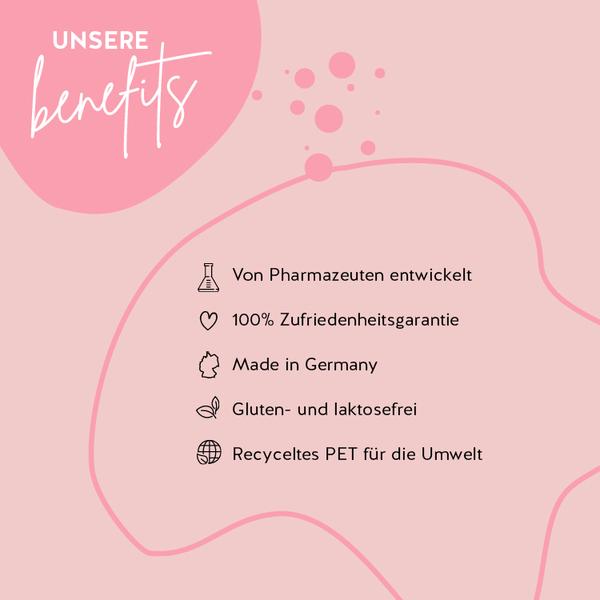 UNSERE
benefits
Von Pharmazeuten entwickelt
100% Zufriedenheitsgarantie
Made in Germany
Gluten- und laktosefrei
Recyceltes PET für die Umwelt